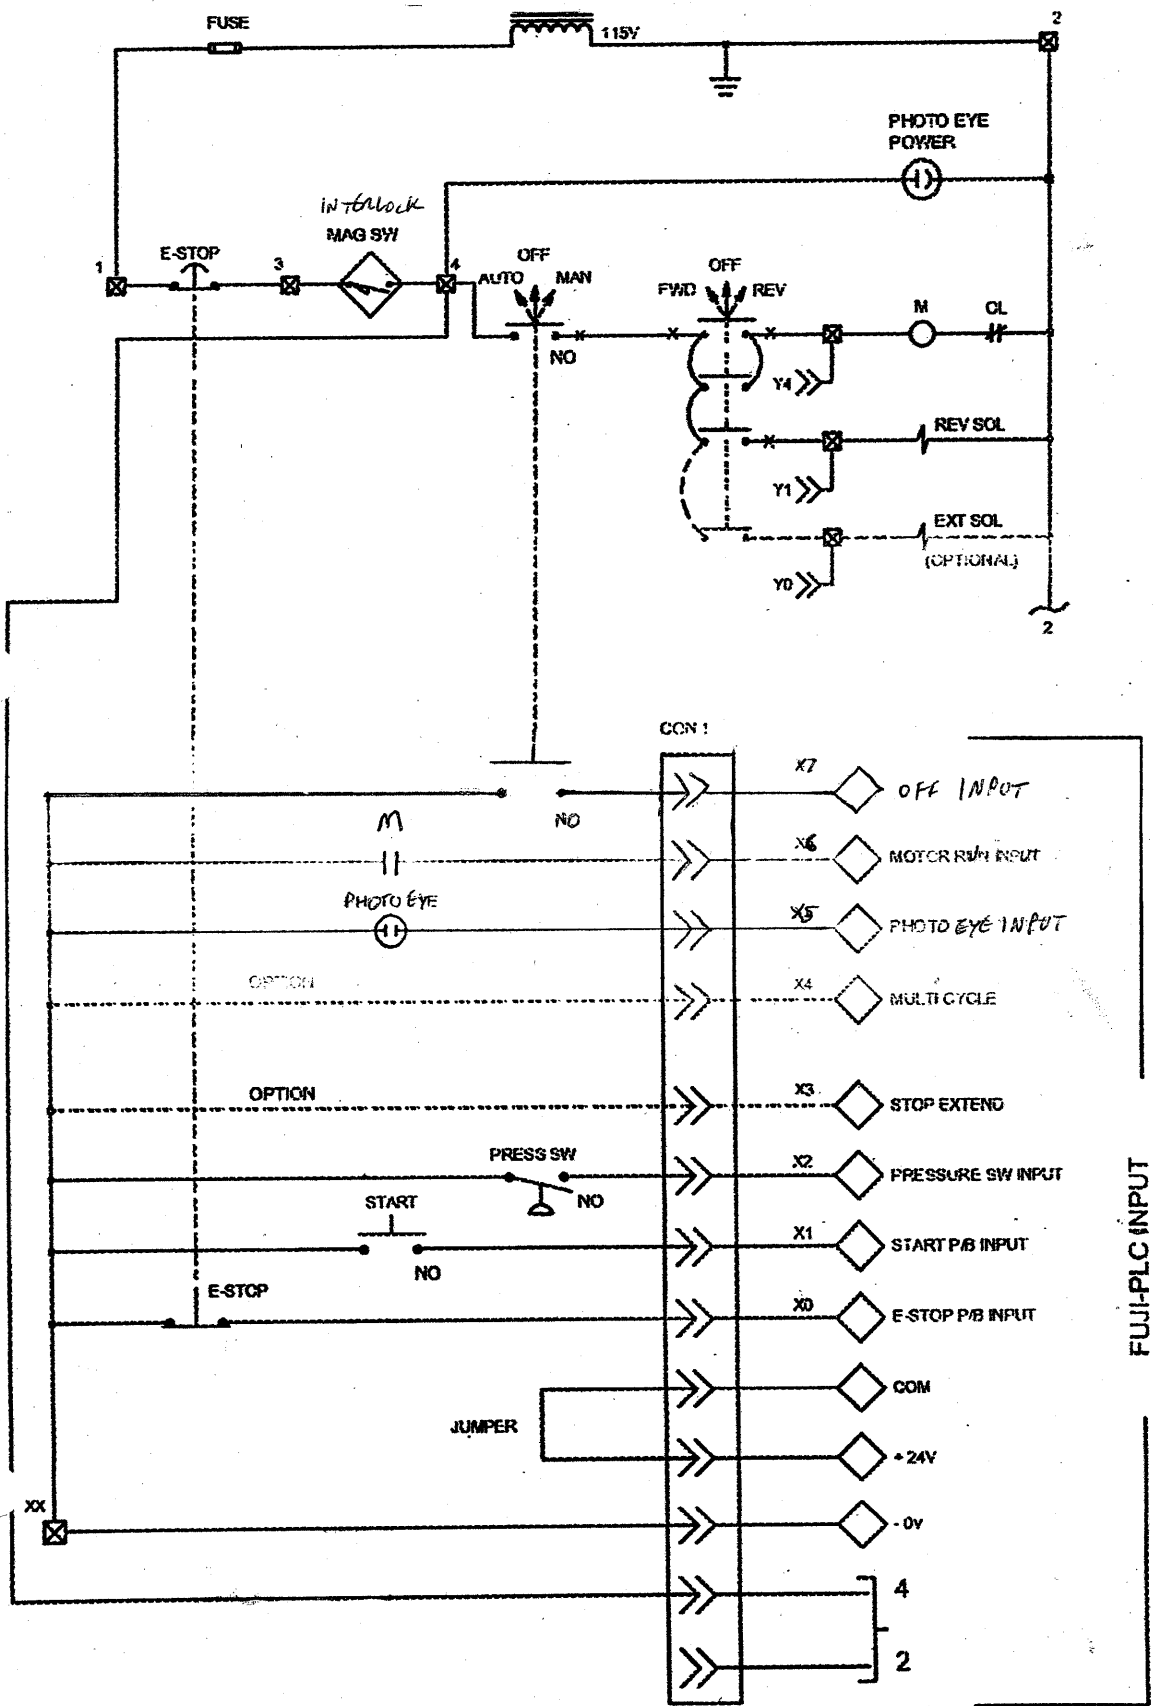 FUSE
115V
2
PHOTO EYE
POWER
INTERLOCK
MAG SW
E-STOP
1
3
4
OFF
AUTO
MAN
NO
OFF
FWD
REV
M
OL
Y4
REV SOL
Y1
EXT SOL
(OPTIONAL)
Y0
2
CON 1
X7
OFF INPUT
NO
M
X6
MOTOR RUN INPUT
PHOTO EYE
X5
PHOTO EYE INPUT
OPTION
X4
MULTI CYCLE
OPTION
X3
STOP EXTEND
PRESS SW
NO
X2
PRESSURE SW INPUT
START
NO
X1
START P/B INPUT
E-STOP
X0
E-STOP P/B INPUT
FUJI-PLC INPUT
COM
JUMPER
+ 24V
XX
- 0V
4
2